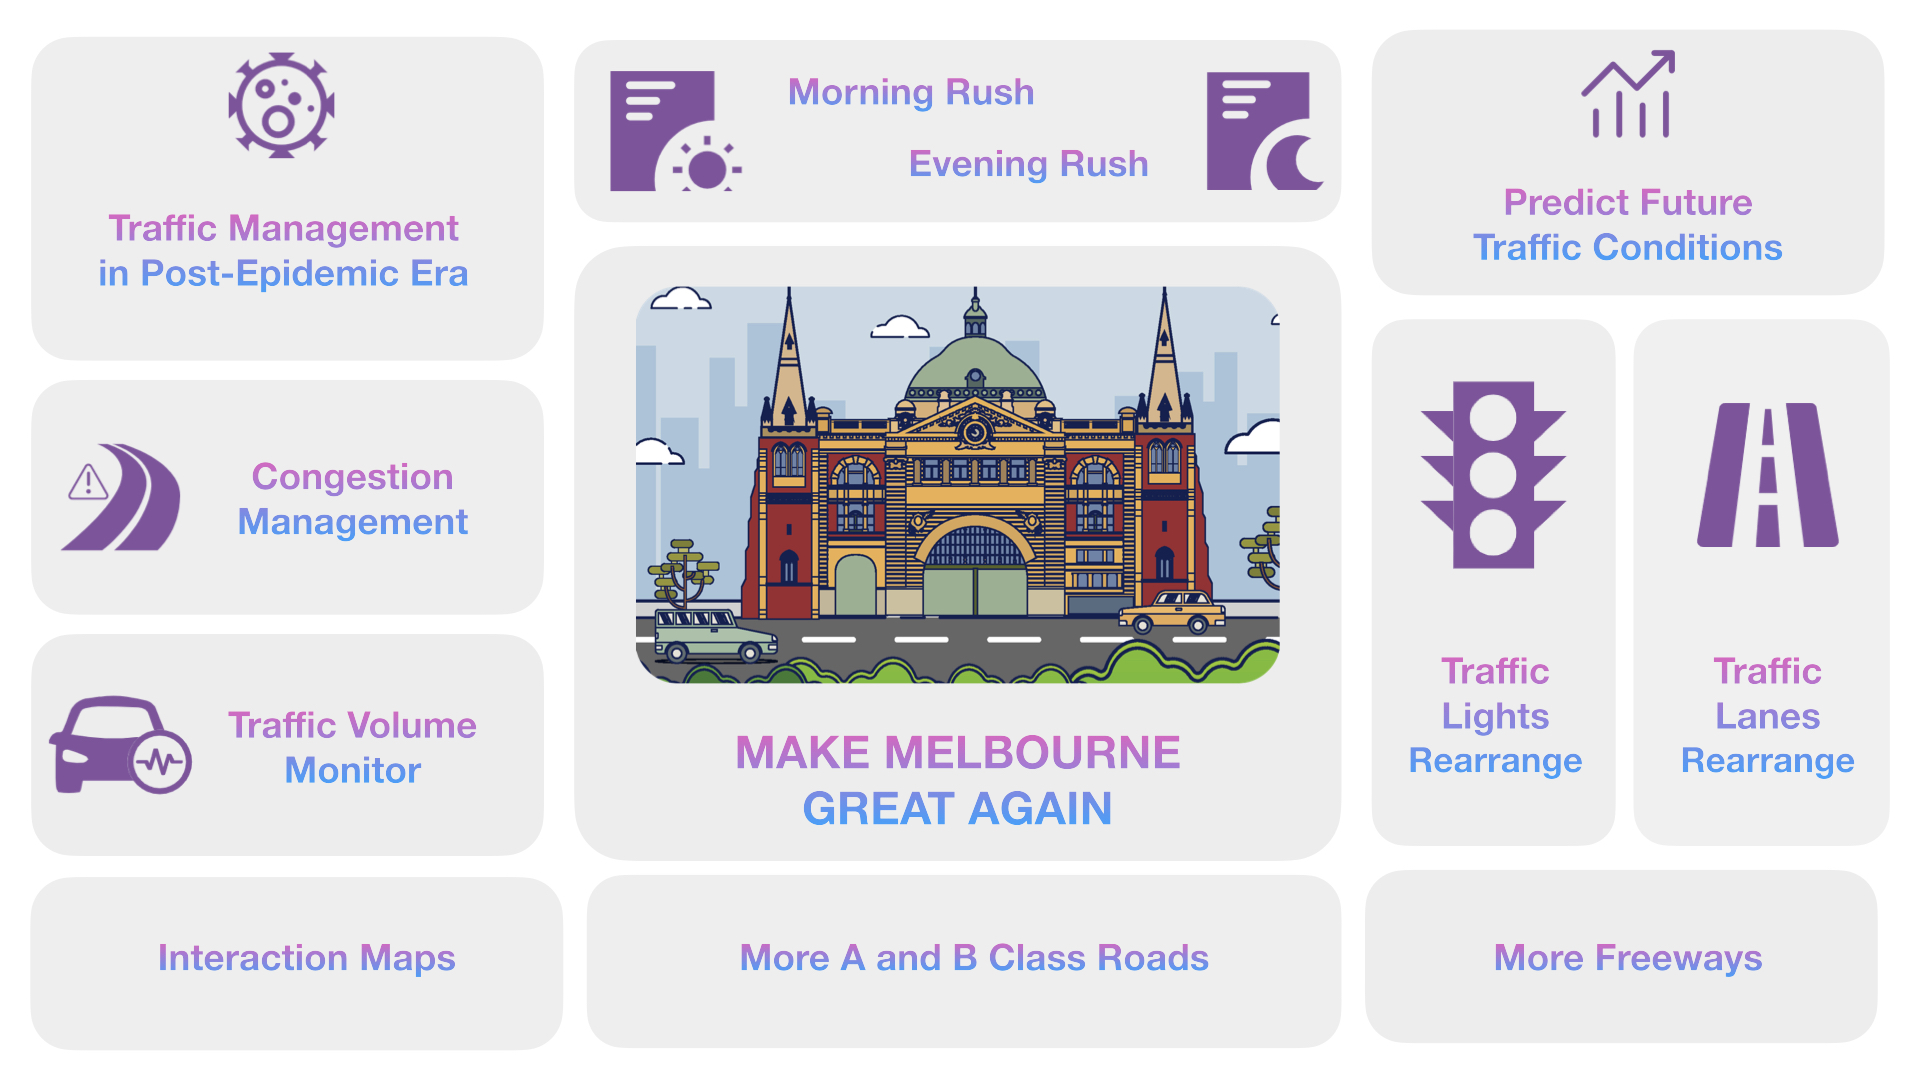 Traffic Management
in Post-Epidemic Era
Morning Rush
Evening Rush
Predict Future
Traffic Conditions
Congestion
Management
Traffic Volume
Monitor
MAKE MELBOURNE
GREAT AGAIN
Traffic
Lights
Rearrange
Traffic
Lanes
Rearrange
Interaction Maps
More A and B Class Roads
More Freeways